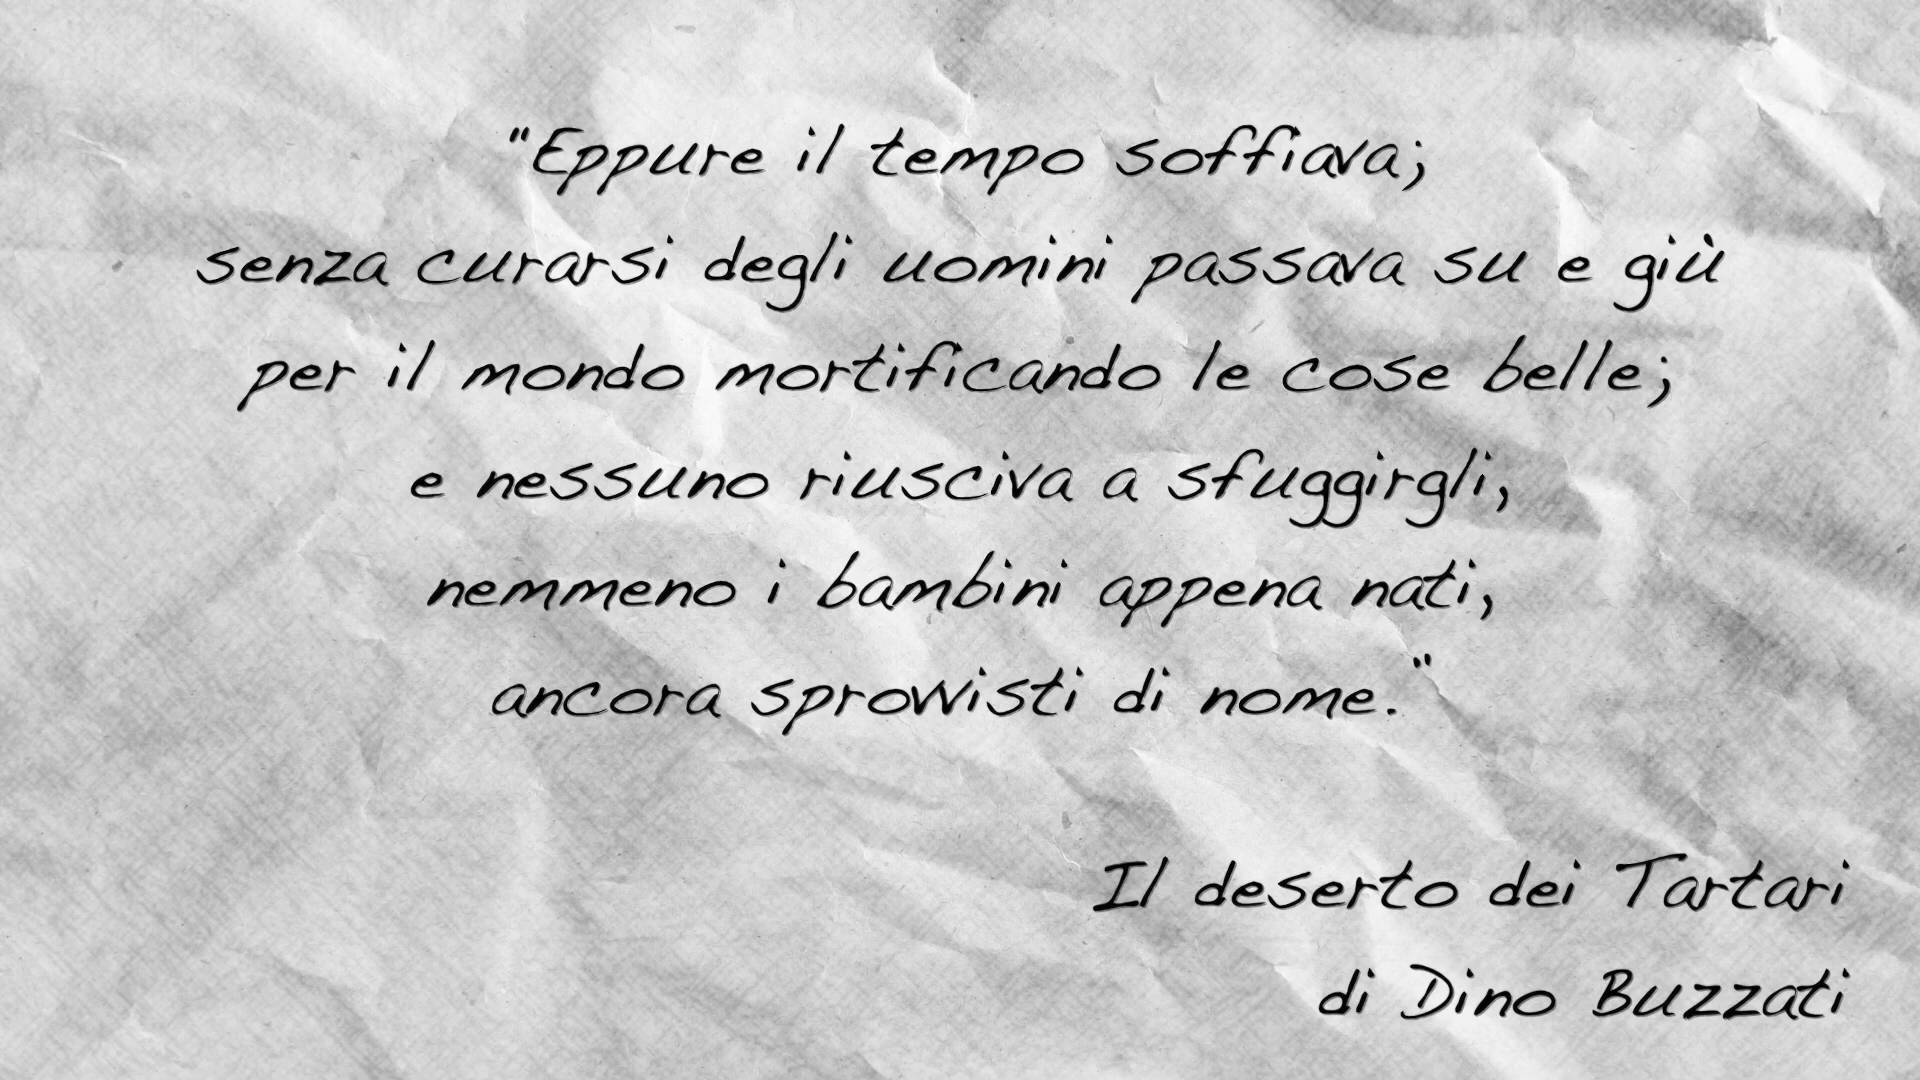 "Eppure il tempo soffiava;
senza curarsi degli uomini passava su e giù
per il mondo mortificando le cose belle;
e nessuno riusciva a sfuggirgli,
nemmeno i bambini appena nati,
ancora sprovvisti di nome."
Il deserto dei Tartari
di Dino Buzzati